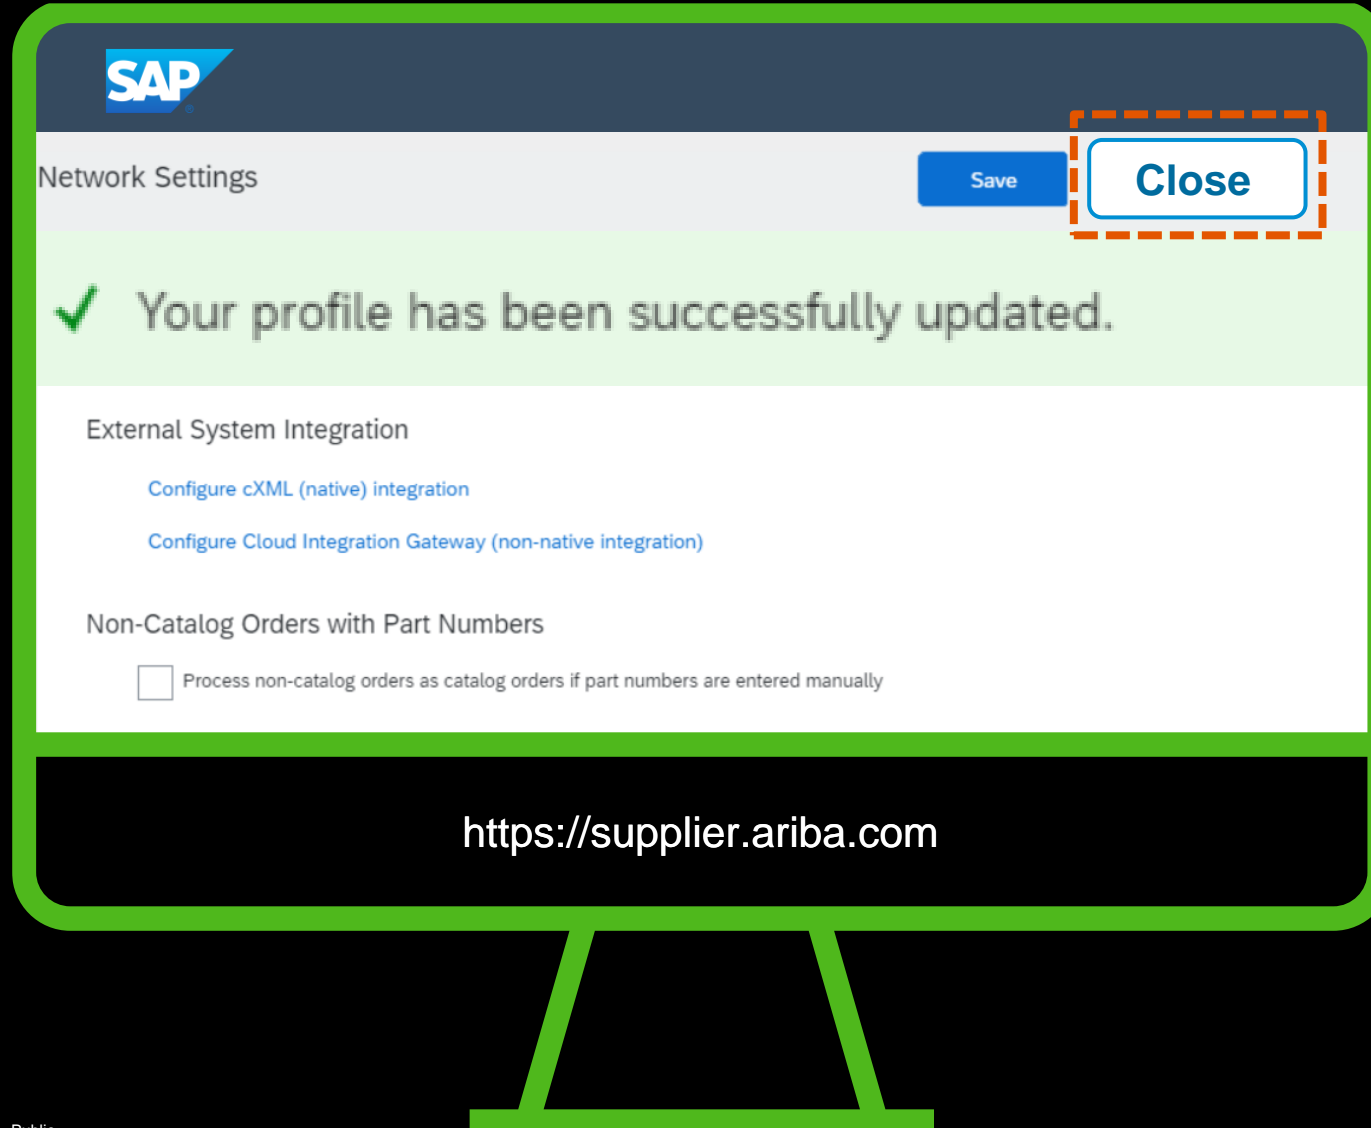 SAP
Network Settings
Save
Close
Your profile has been successfully updated.
External System Integration
Configure cXML (native) integration
Configure Cloud Integration Gateway (non-native integration)
Non-Catalog Orders with Part Numbers
Process non-catalog orders as catalog orders if part numbers are entered manually
https://supplier.ariba.com
Public